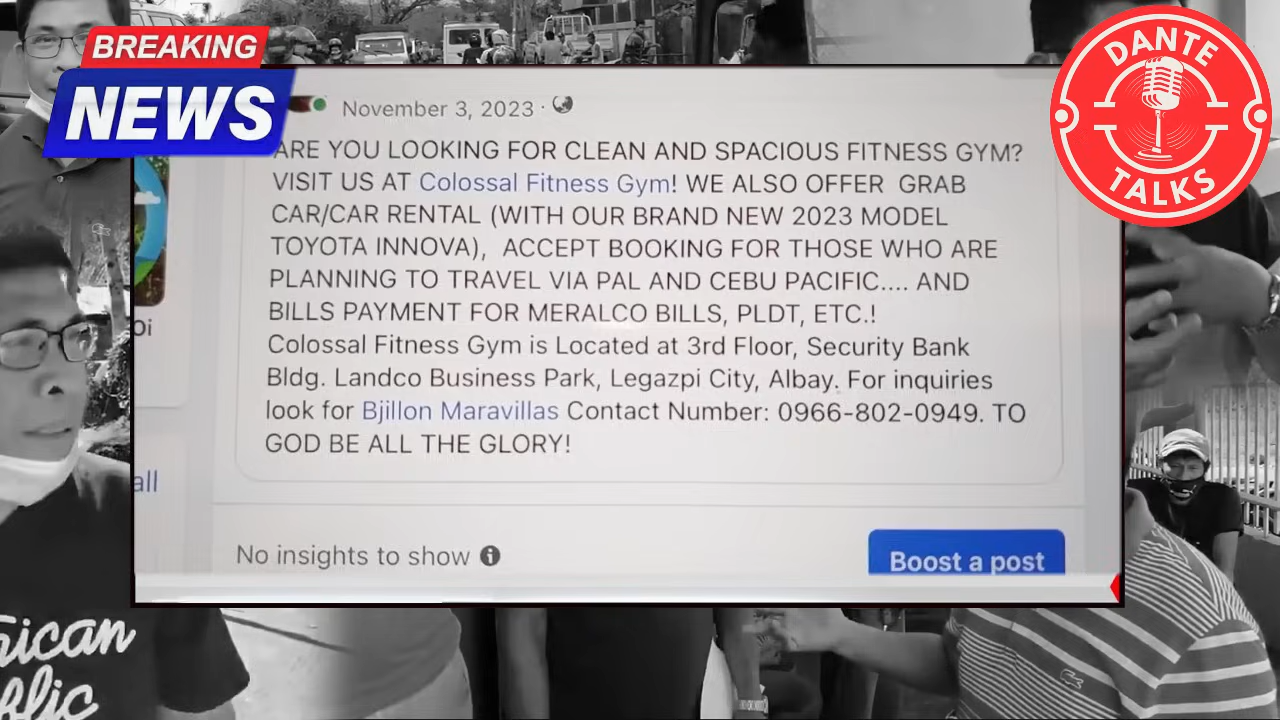 BREAKING
NEWS
DANTE
TALKS
November 3, 2023 ·
ARE YOU LOOKING FOR CLEAN AND SPACIOUS FITNESS GYM?
VISIT US AT Colossal Fitness Gym! WE ALSO OFFER GRAB
CAR/CAR RENTAL (WITH OUR BRAND NEW 2023 MODEL
TOYOTA INNOVA), ACCEPT BOOKING FOR THOSE WHO ARE
PLANNING TO TRAVEL VIA PAL AND CEBU PACIFIC.... AND
BILLS PAYMENT FOR MERALCO BILLS, PLDT, ETC.!
Colossal Fitness Gym is Located at 3rd Floor, Security Bank
Bldg. Landco Business Park, Legazpi City, Albay. For inquiries
look for Bjillon Maravillas Contact Number: 0966-802-0949. TO
GOD BE ALL THE GLORY!
No insights to show
Boost a post